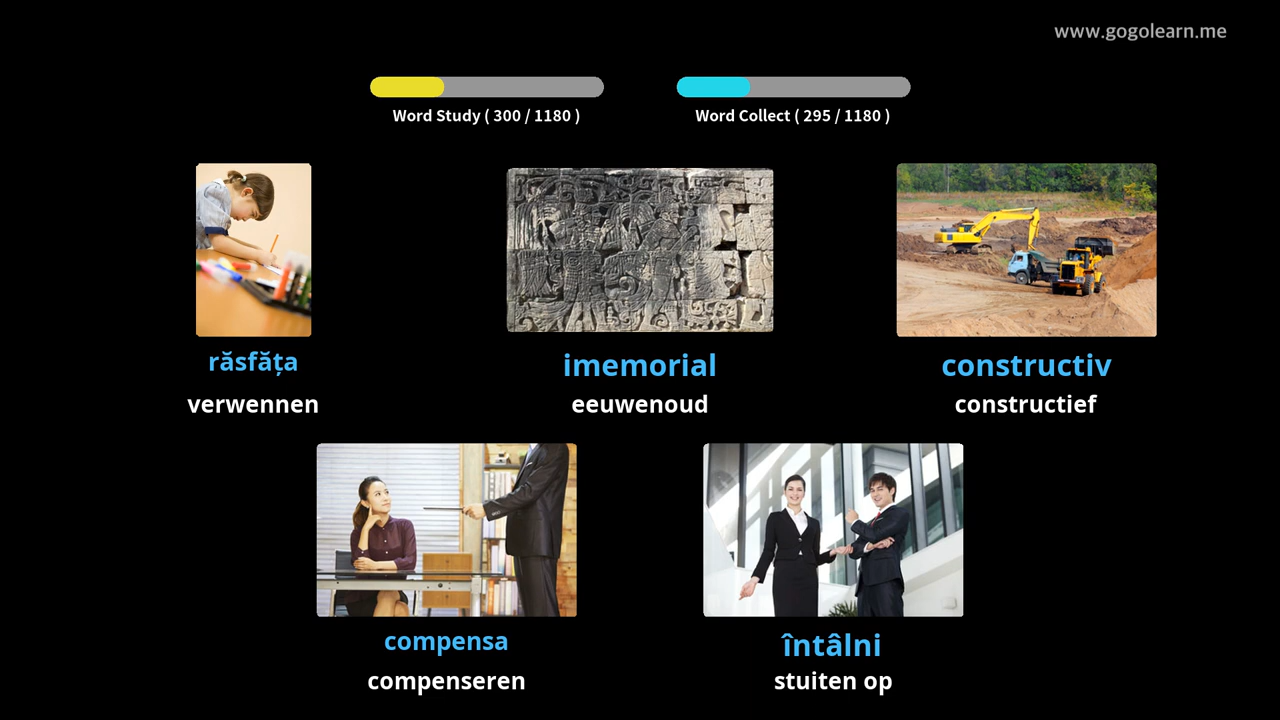 www.gogolearn.me
Word Study ( 300 / 1180 )
Word Collect ( 295 / 1180 )
răsfăța
verwennen
imemorial
eeuwenoud
constructiv
constructief
compensa
compenseren
întâlni
stuiten op